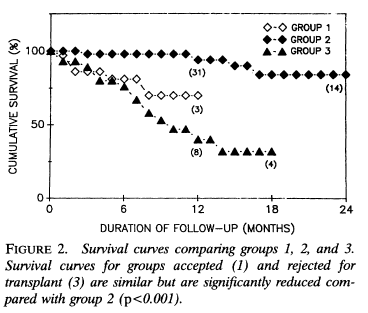 GROUP 1
GROUP 2
GROUP 3
CUMULATIVE SURVIVAL (%)
100
50
0
(31)
(14)
(3)
(8)
(4)
0 6 12 18 24
DURATION OF FOLLOW-UP (MONTHS)
FIGURE 2. Survival curves comparing groups 1, 2, and 3.
Survival curves for groups accepted (1) and rejected for
transplant (3) are similar but are significantly reduced com-
pared with group 2 (p<0.001).